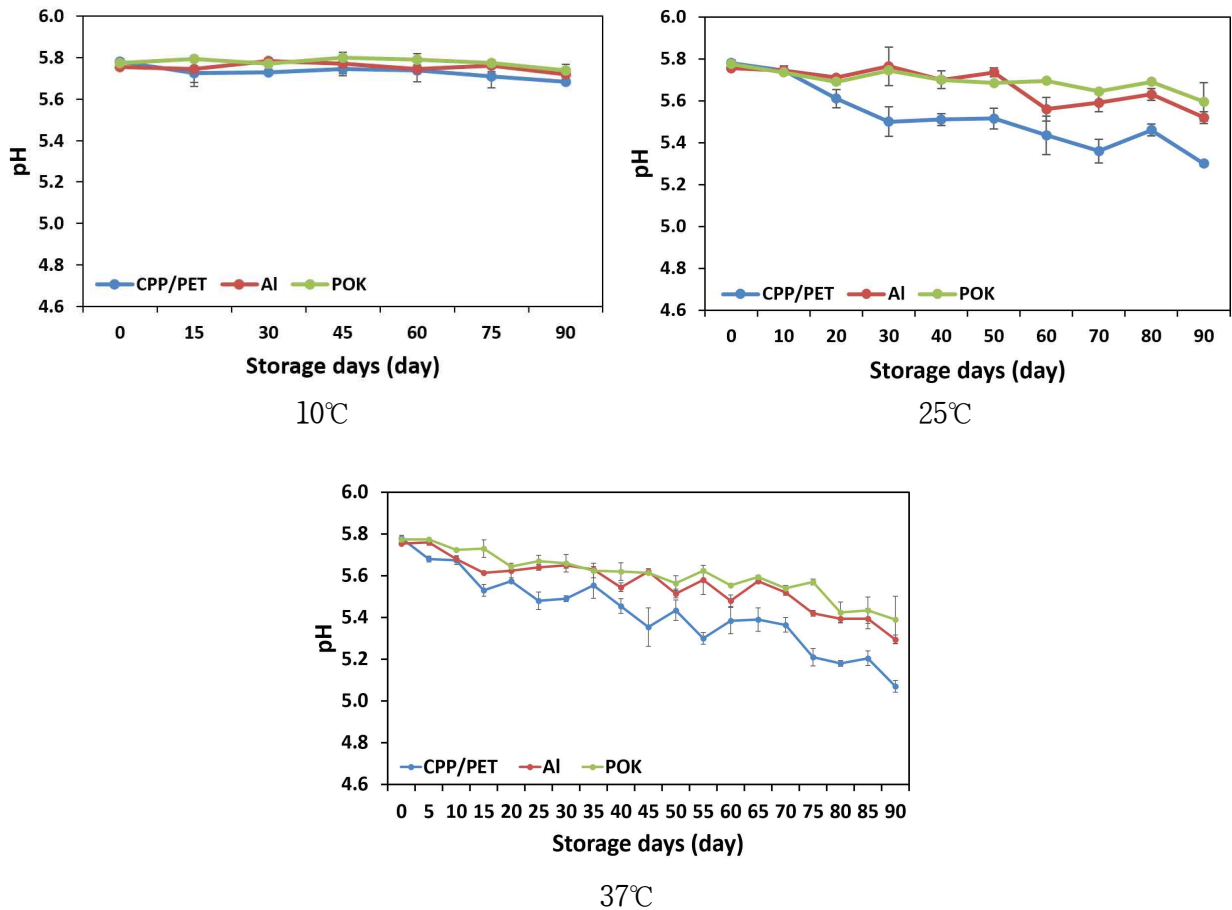 6.0
5.8
5.6
5.4
5.2
5.0
4.8
4.6
pH
CPP/PET Al POK
0 15 30 45 60 75 90
Storage days (day)
10℃
6.0
5.8
5.6
5.4
5.2
5.0
4.8
4.6
pH
CPP/PET Al POK
0 10 20 30 40 50 60 70 80 90
Storage days (day)
25℃
6.0
5.8
5.6
5.4
5.2
5.0
4.8
4.6
pH
CPP/PET Al POK
0 5 10 15 20 25 30 35 40 45 50 55 60 65 70 75 80 85 90
Storage days (day)
37℃